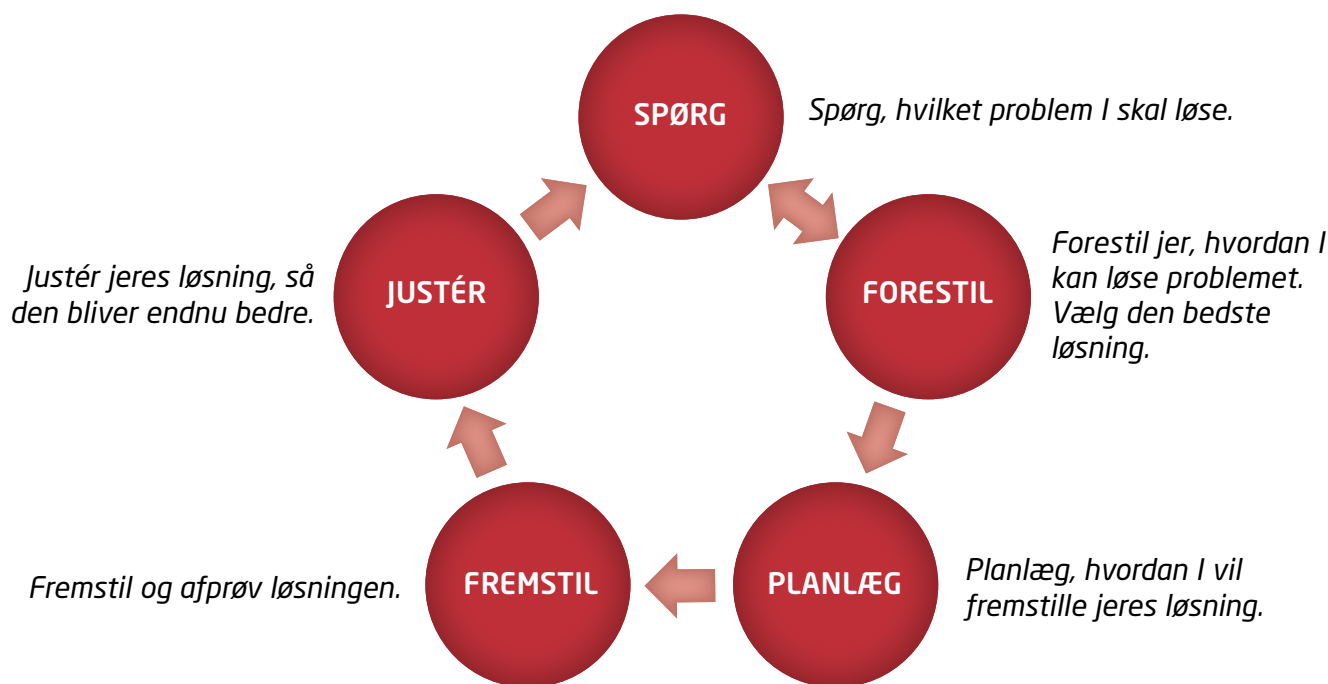 SPØRG
Spørg, hvilket problem I skal løse.
FORESTIL
Forestil jer, hvordan I
kan løse problemet.
Vælg den bedste
løsning.
PLANLÆG
Planlæg, hvordan I vil
fremstille jeres løsning.
FREMSTIL
Fremstil og afprøv løsningen.
JUSTÉR
Justér jeres løsning, så
den bliver endnu bedre.